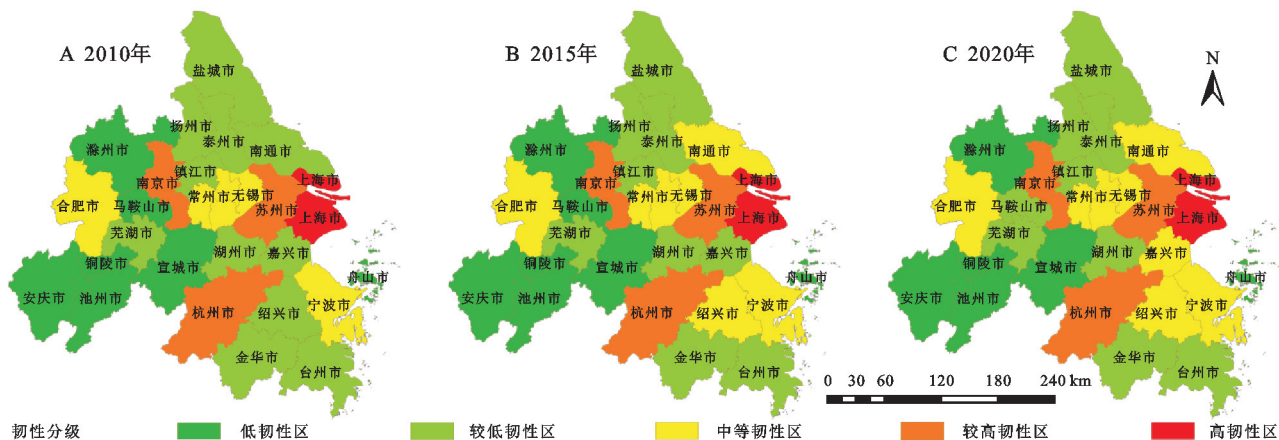 A 2010年
盐城市
扬州市
泰州市
滁州市
南通市
镇江市
南京市
上海市
常州市
无锡市
合肥市
马鞍山市
苏州市
上海市
芜湖市
湖州市
嘉兴市
铜陵市
宣城市
舟山市
安庆市
池州市
杭州市
宁波市
绍兴市
金华市
台州市
B 2015年
盐城市
扬州市
泰州市
滁州市
南通市
镇江市
南京市
上海市
常州市
无锡市
合肥市
马鞍山市
苏州市
上海市
芜湖市
湖州市
嘉兴市
铜陵市
宣城市
舟山市
安庆市
池州市
杭州市
宁波市
绍兴市
金华市
台州市
C 2020年
N
盐城市
扬州市
泰州市
滁州市
南通市
镇江市
南京市
上海市
常州市
无锡市
合肥市
马鞍山市
苏州市
上海市
芜湖市
湖州市
嘉兴市
铜陵市
宣城市
舟山市
安庆市
池州市
杭州市
宁波市
绍兴市
金华市
台州市
0 30 60 120 180 240 km
韧性分级 低韧性区 较低韧性区 中等韧性区 较高韧性区 高韧性区